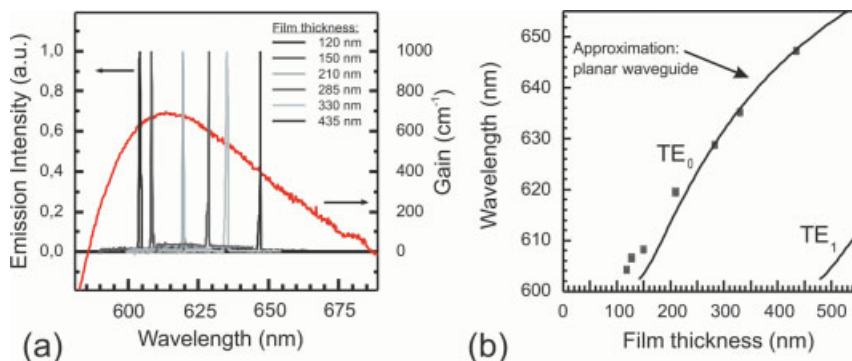 Film thickness:
120 nm
150 nm
210 nm
285 nm
330 nm
435 nm
Emission Intensity (a.u.)
1,0
0,8
0,6
0,4
0,2
0,0
1000
800
600
400
200
0
Gain (cm⁻¹)
600 625 650 675
Wavelength (nm)
(a)
Approximation:
planar waveguide
TE₀
TE₁
Wavelength (nm)
650
640
630
620
610
600
0 100 200 300 400 500
Film thickness (nm)
(b)